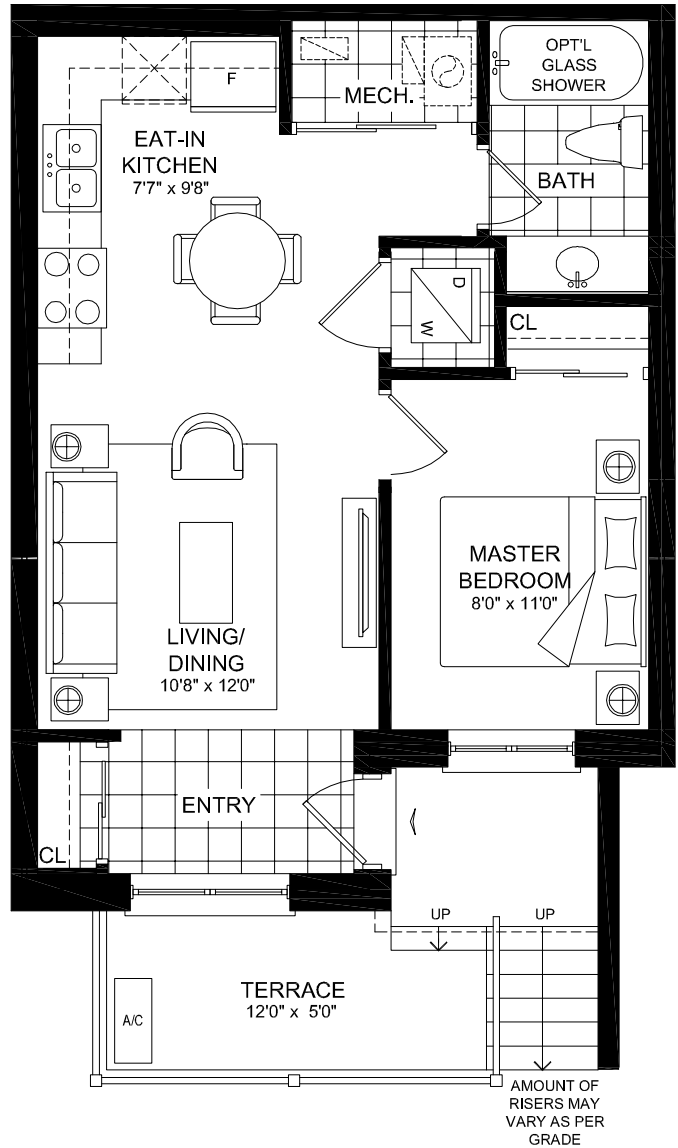 OPT'L
GLASS
SHOWER
F
MECH.
EAT-IN
KITCHEN
7'7" x 9'8"
BATH
D
W
CL
MASTER
BEDROOM
8'0" x 11'0"
LIVING/
DINING
10'8" x 12'0"
ENTRY
CL
UP
UP
TERRACE
12'0" x 5'0"
A/C
AMOUNT OF
RISERS MAY
VARY AS PER
GRADE